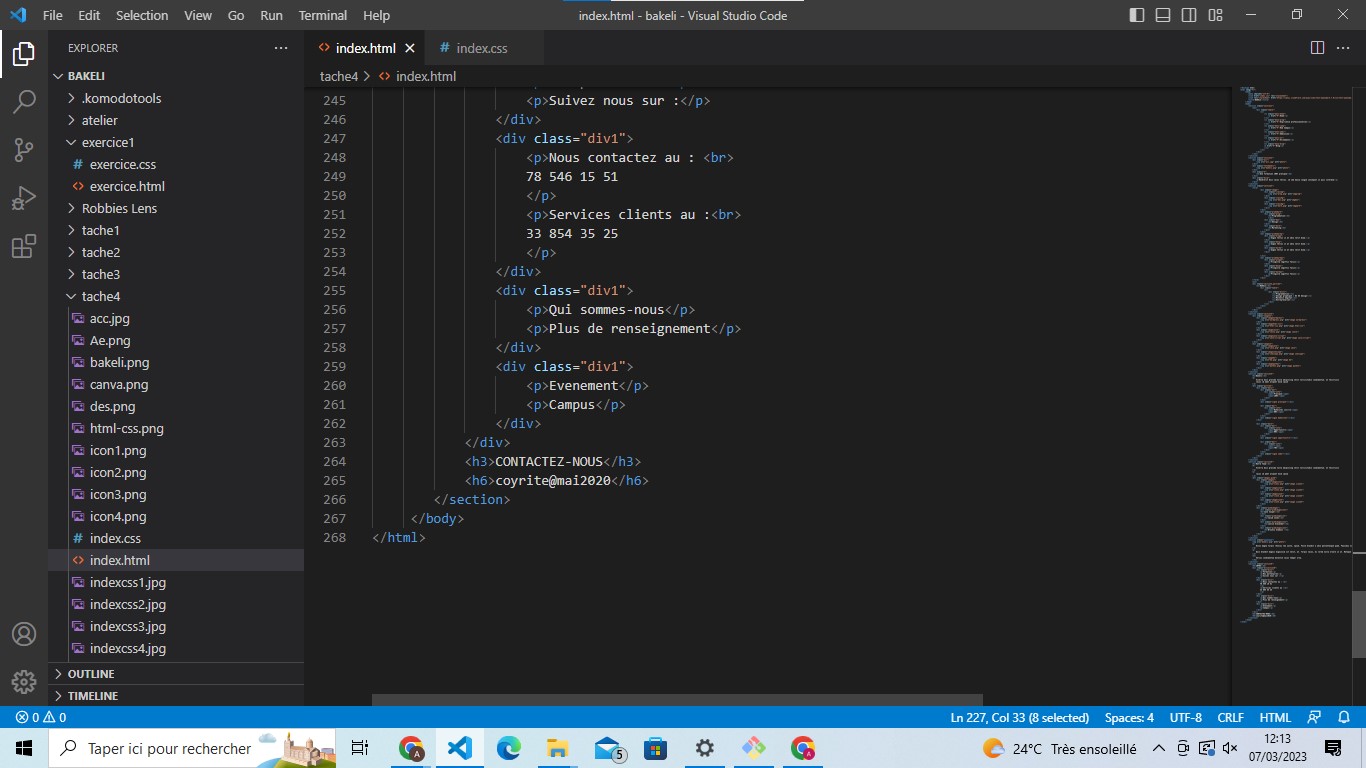 File Edit Selection View Go Run Terminal Help
index.html - bakeli - Visual Studio Code
EXPLORER
BAKELI
.komodotools
atelier
exercice1
exercice.css
exercice.html
Robbies Lens
tache1
tache2
tache3
tache4
acc.jpg
Ae.png
bakeli.png
canva.png
des.png
html-css.png
icon1.png
icon2.png
icon3.png
icon4.png
index.css
index.html
indexcss1.jpg
indexcss2.jpg
indexcss3.jpg
indexcss4.jpg
OUTLINE
TIMELINE
index.html index.css
tache4 > index.html
245 <p>Suivez nous sur :</p>
246 </div>
247 <div class="div1">
248 <p>Nous contactez au : <br>
249 78 546 15 51
250 </p>
251 <p>Services clients au :<br>
252 33 854 35 25
253 </p>
254 </div>
255 <div class="div1">
256 <p>Qui sommes-nous</p>
257 <p>Plus de renseignement</p>
258 </div>
259 <div class="div1">
260 <p>Evenement</p>
261 <p>Campus</p>
262 </div>
263 </div>
264 <h3>CONTACTEZ-NOUS</h3>
265 <h6>coyrite@mai2020</h6>
266 </section>
267 </body>
268 </html>
0 0
Ln 227, Col 33 (8 selected) Spaces: 4 UTF-8 CRLF HTML
Taper ici pour rechercher
A
5
A
24°C Très ensoleillé
12:13
07/03/2023